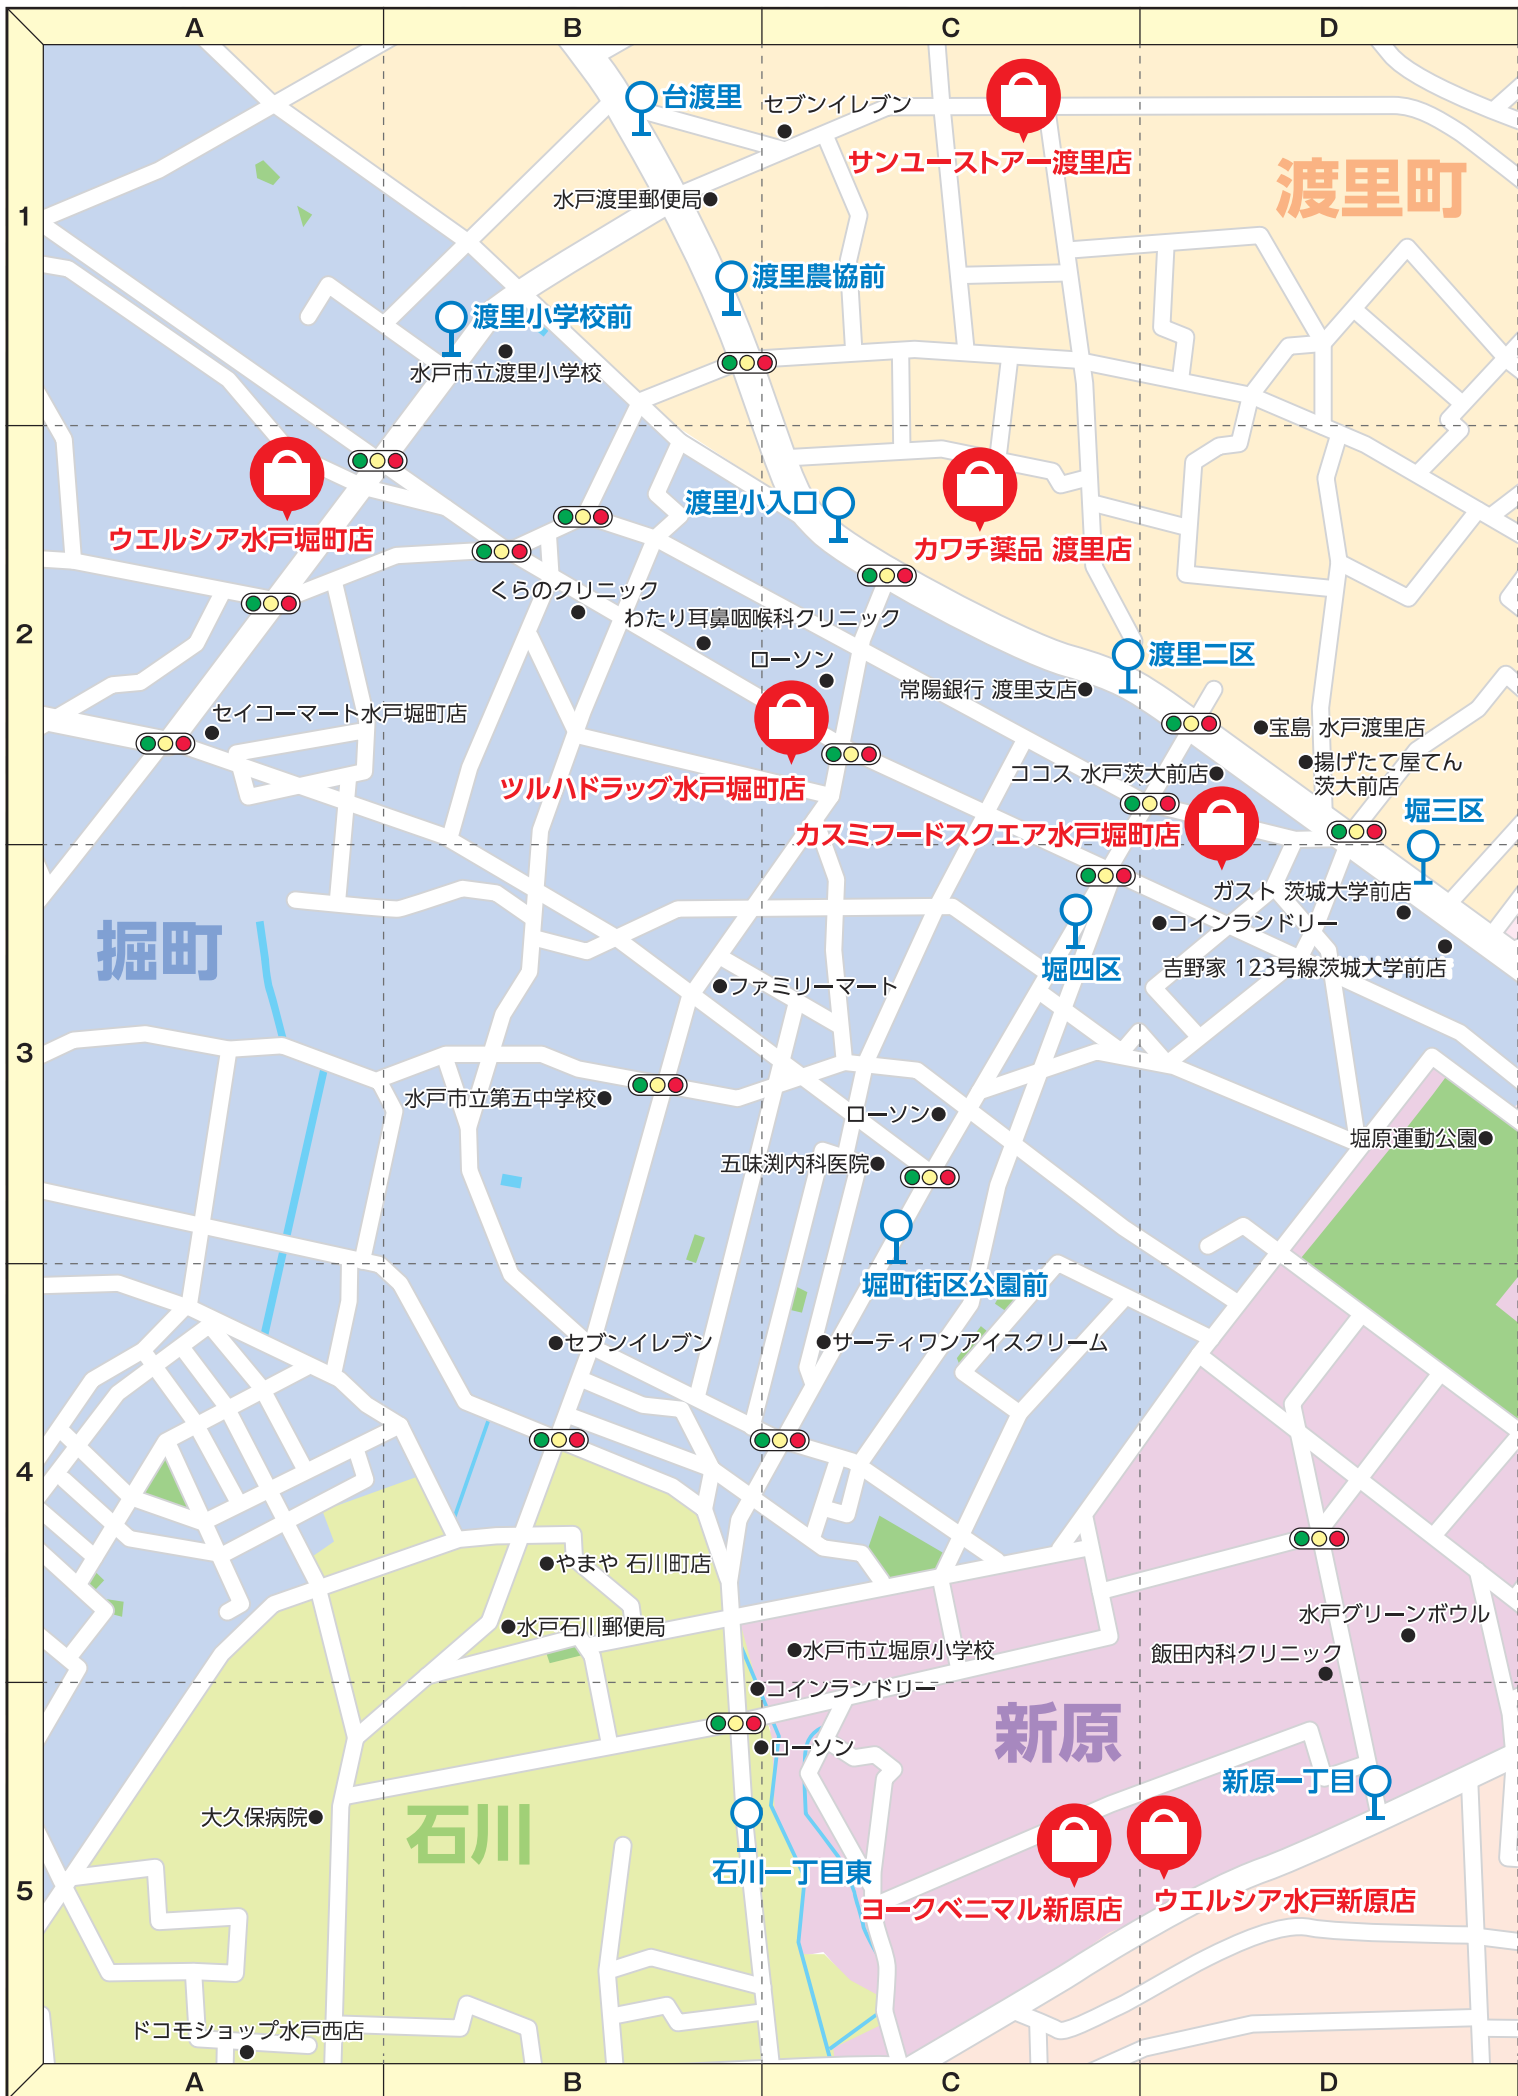 A
B
C
D
1
台渡里
セブンイレブン
サンユーストアー渡里店
渡里町
水戸渡里郵便局
渡里農協前
渡里小学校前
水戸市立渡里小学校
2
ウエルシア水戸堀町店
渡里小入口
カワチ薬品 渡里店
くらのクリニック
わたり耳鼻咽喉科クリニック
ローソン
渡里二区
常陽銀行 渡里支店
セイコーマート水戸堀町店
宝島 水戸渡里店
揚げたて屋てん
茨大前店
ココス 水戸茨大前店
ツルハドラッグ水戸堀町店
堀三区
カスミフードスクエア水戸堀町店
ガスト 茨城大学前店
コインランドリー
掘町
堀四区
吉野家 123号線茨城大学前店
ファミリーマート
3
水戸市立第五中学校
ローソン
堀原運動公園
五味渕内科医院
堀町街区公園前
セブンイレブン
サーティワンアイスクリーム
4
やまや 石川町店
水戸石川郵便局
水戸グリーンボウル
水戸市立堀原小学校
飯田内科クリニック
コインランドリー
新原
ローソン
新原一丁目
大久保病院
石川
石川一丁目東
5
ヨークベニマル新原店
ウエルシア水戸新原店
ドコモショップ水戸西店
A
B
C
D